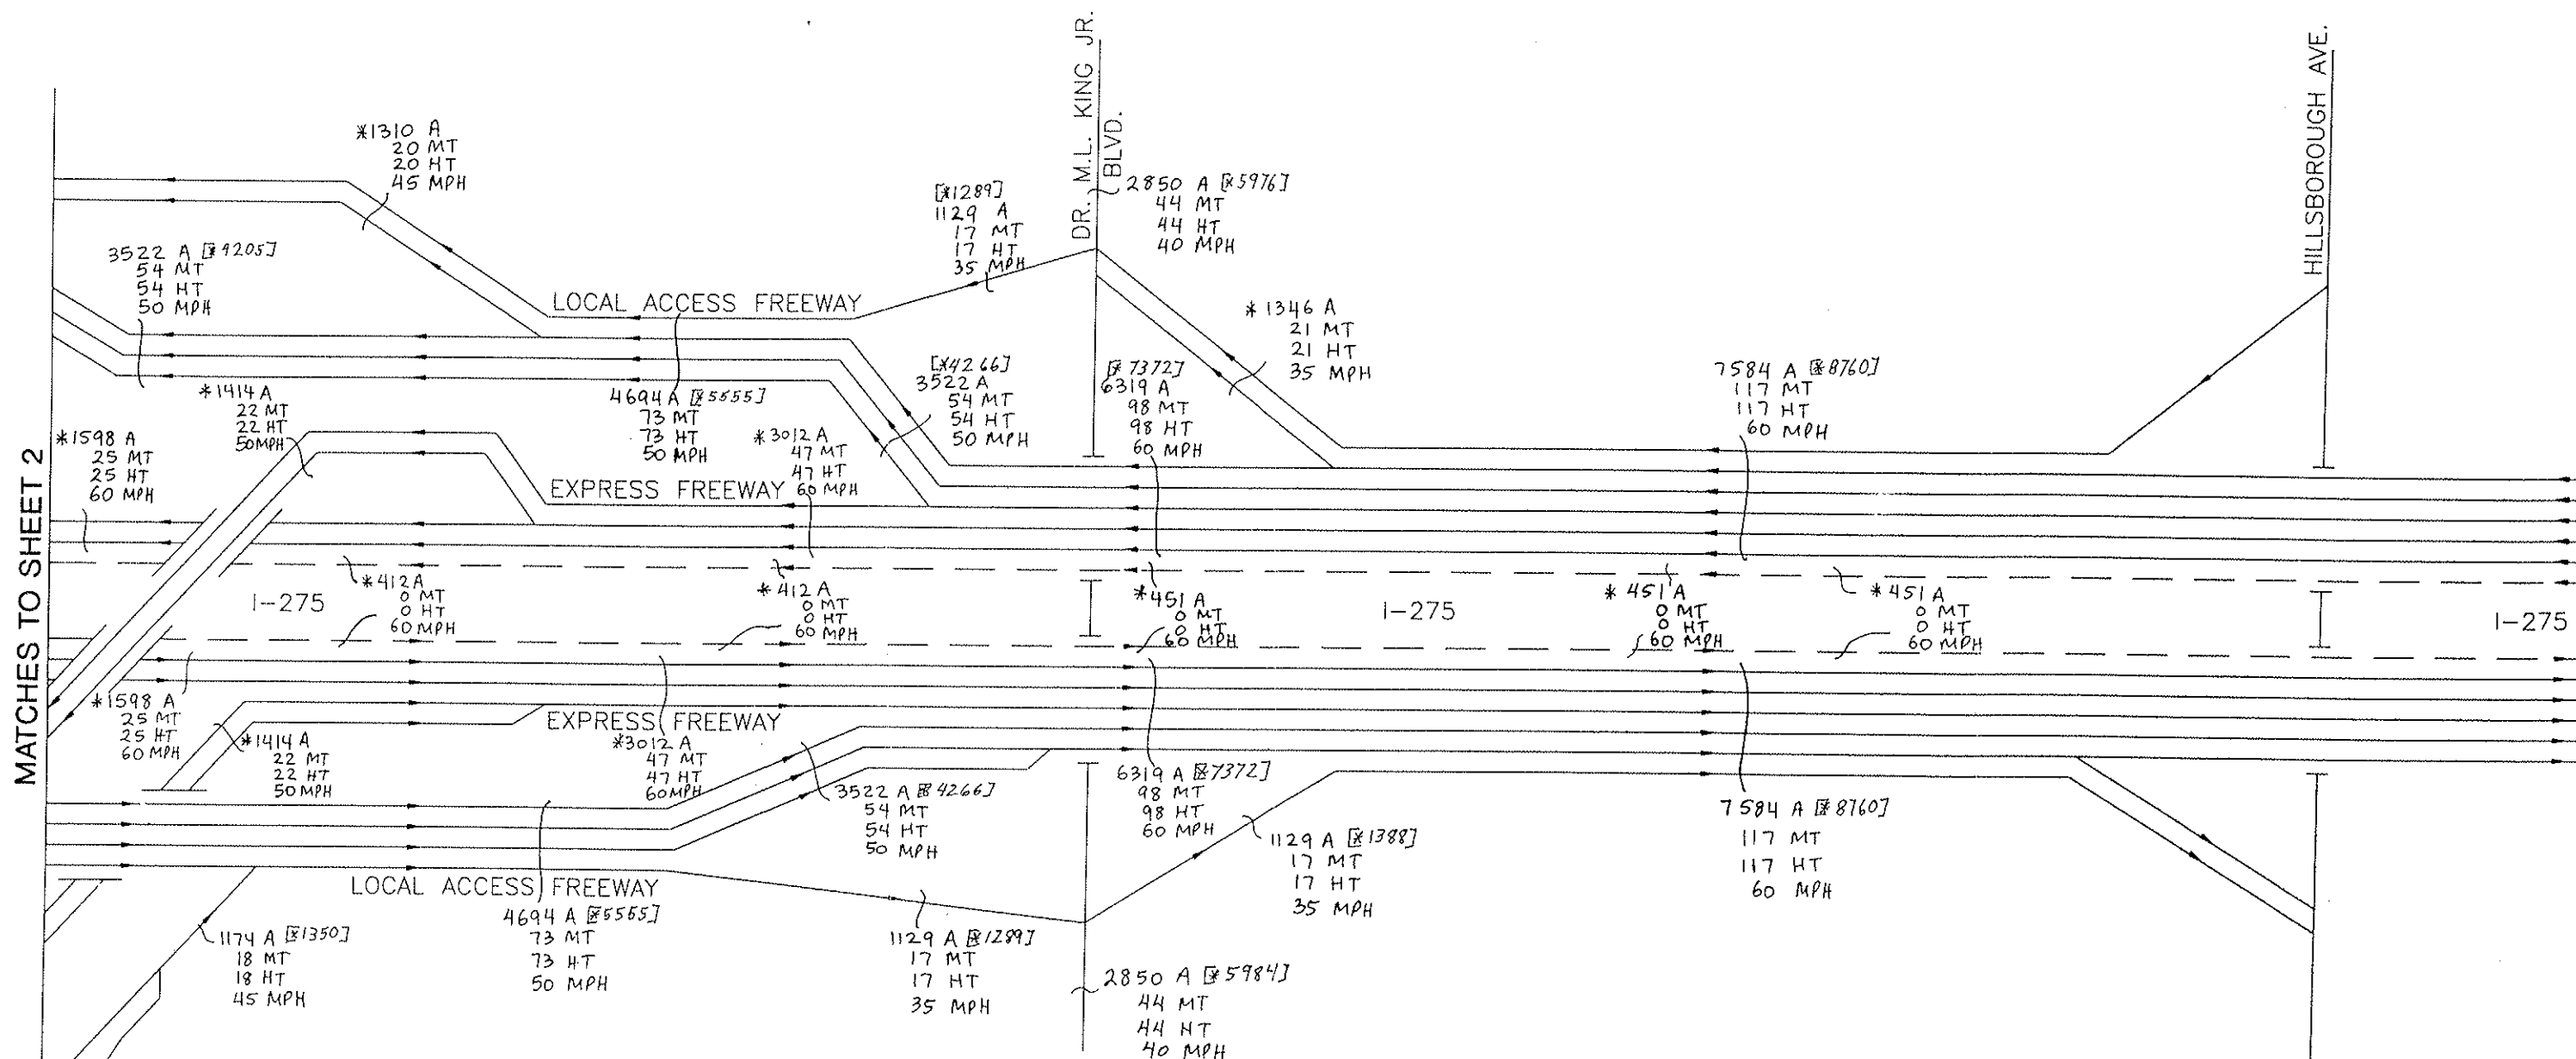 DR. M.L. KING JR.
BLVD.
HILLSBOROUGH AVE.
MATCHES TO SHEET 2
*1310 A
20 MT
20 HT
45 MPH
3522 A [*9205]
54 MT
54 HT
50 MPH
[*1289]
1129 A
17 MT
17 HT
35 MPH
2850 A [*5976]
44 MT
44 HT
40 MPH
LOCAL ACCESS FREEWAY
*1346 A
21 MT
21 HT
35 MPH
*1414 A
22 MT
22 HT
50 MPH
4694 A [*5555]
73 MT
73 HT
50 MPH
[*4266]
3522 A
54 MT
54 HT
50 MPH
[*7372]
6319 A
98 MT
98 HT
60 MPH
7584 A [*8760]
117 MT
117 HT
60 MPH
*1598 A
25 MT
25 HT
60 MPH
*3012 A
47 MT
47 HT
60 MPH
EXPRESS FREEWAY
I-275
*412 A
0 MT
0 HT
60 MPH
*412 A
0 MT
0 HT
60 MPH
*451 A
0 MT
0 HT
60 MPH
I-275
*451 A
0 MT
0 HT
60 MPH
*451 A
0 MT
0 HT
60 MPH
I-275
*1598 A
25 MT
25 HT
60 MPH
*1414 A
22 MT
22 HT
50 MPH
EXPRESS FREEWAY
*3012 A
47 MT
47 HT
60 MPH
3522 A [*4266]
54 MT
54 HT
50 MPH
6319 A [*7372]
98 MT
98 HT
60 MPH
1129 A [*1388]
17 MT
17 HT
35 MPH
7584 A [*8760]
117 MT
117 HT
60 MPH
LOCAL ACCESS FREEWAY
4694 A [*5555]
73 MT
73 HT
50 MPH
1174 A [*1350]
18 MT
18 HT
45 MPH
1129 A [*1289]
17 MT
17 HT
35 MPH
2850 A [*5984]
44 MT
44 HT
40 MPH